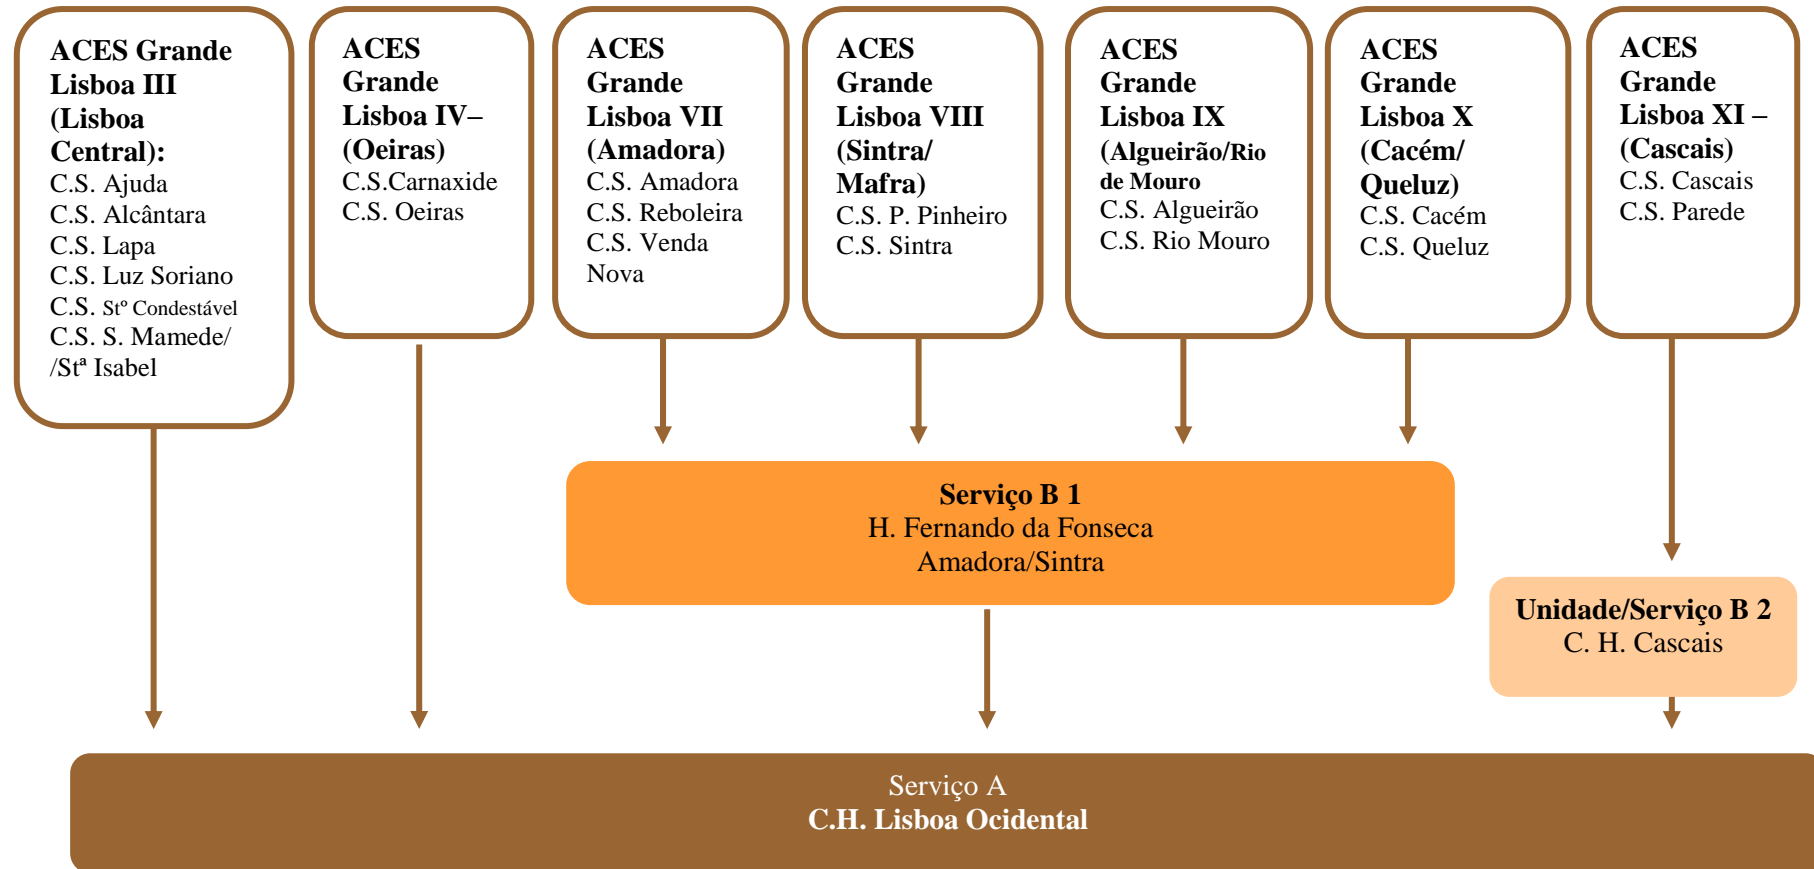 ACES Grande
Lisboa III
(Lisboa
Central):
C.S. Ajuda
C.S. Alcântara
C.S. Lapa
C.S. Luz Soriano
C.S. Stº Condestável
C.S. S. Mamede/
/Stª Isabel
ACES
Grande
Lisboa IV–
(Oeiras)
C.S.Carnaxide
C.S. Oeiras
ACES
Grande
Lisboa VII
(Amadora)
C.S. Amadora
C.S. Reboleira
C.S. Venda
Nova
ACES
Grande
Lisboa VIII
(Sintra/
Mafra)
C.S. P. Pinheiro
C.S. Sintra
ACES
Grande
Lisboa IX
(Algueirão/Rio
de Mouro
C.S. Algueirão
C.S. Rio Mouro
ACES
Grande
Lisboa X
(Cacém/
Queluz)
C.S. Cacém
C.S. Queluz
ACES
Grande
Lisboa XI –
(Cascais)
C.S. Cascais
C.S. Parede
Serviço B 1
H. Fernando da Fonseca
Amadora/Sintra
Unidade/Serviço B 2
C. H. Cascais
Serviço A
C.H. Lisboa Ocidental